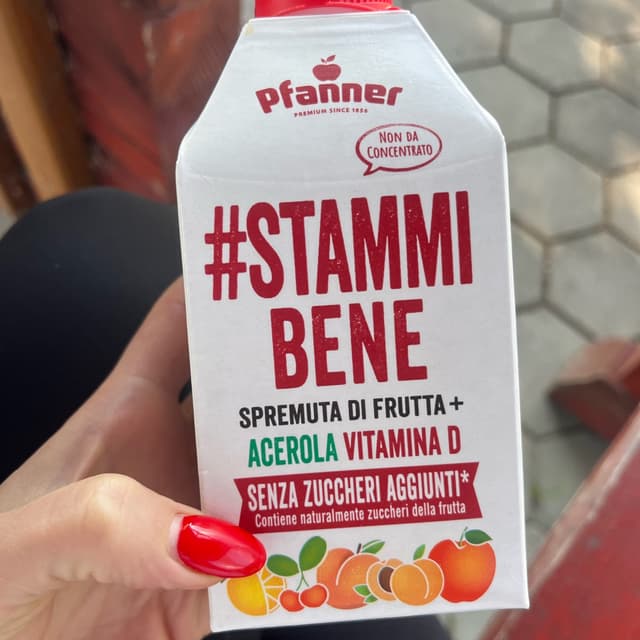 pfanner
PREMIUM SINCE 1856
NON DA
CONCENTRATO
#STAMMI
BENE
SPREMUTA DI FRUTTA+
ACEROLA VITAMINA D
SENZA ZUCCHERI AGGIUNTI*
Contiene naturalmente zuccheri della frutta